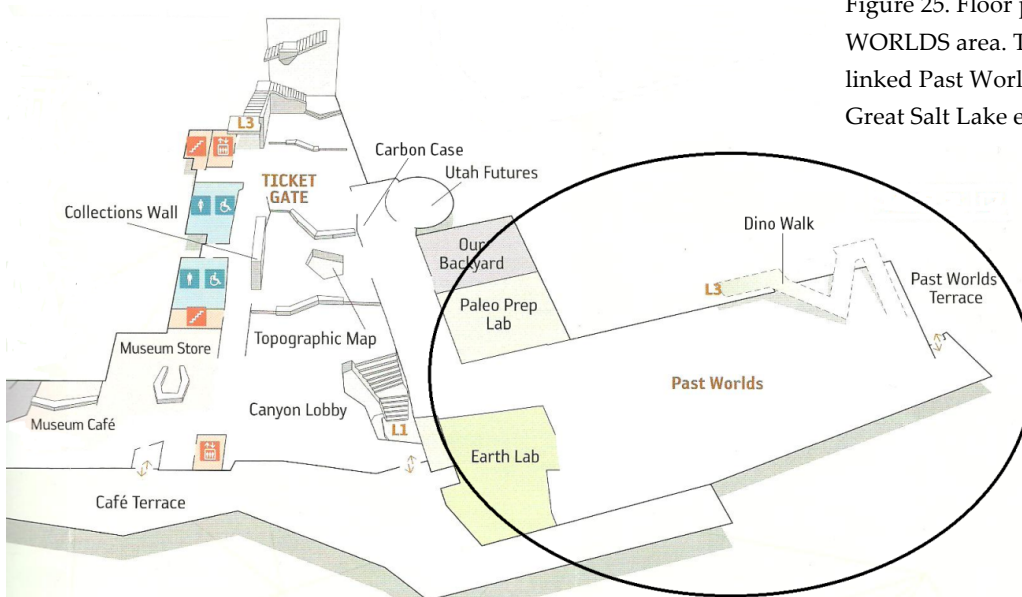 Figure 25. Floor p
WORLDS area. T
linked Past Worl
Great Salt Lake e
L3
Carbon Case
Utah Futures
TICKET
GATE
Collections Wall
Our
Backyard
Dino Walk
L3
Past Worlds
Terrace
Paleo Prep
Lab
Topographic Map
Museum Store
Past Worlds
Canyon Lobby
Museum Café
L1
Earth Lab
Café Terrace